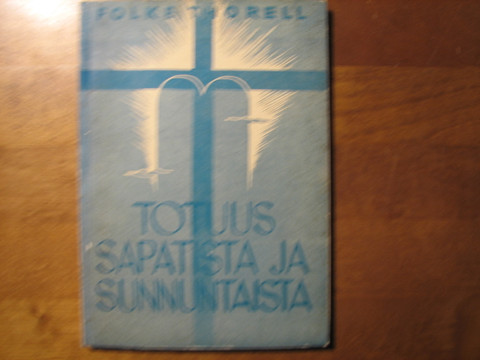 FOLKE THORELL
TOTUUS
SAPATISTA JA
SUNNUNTAISTA